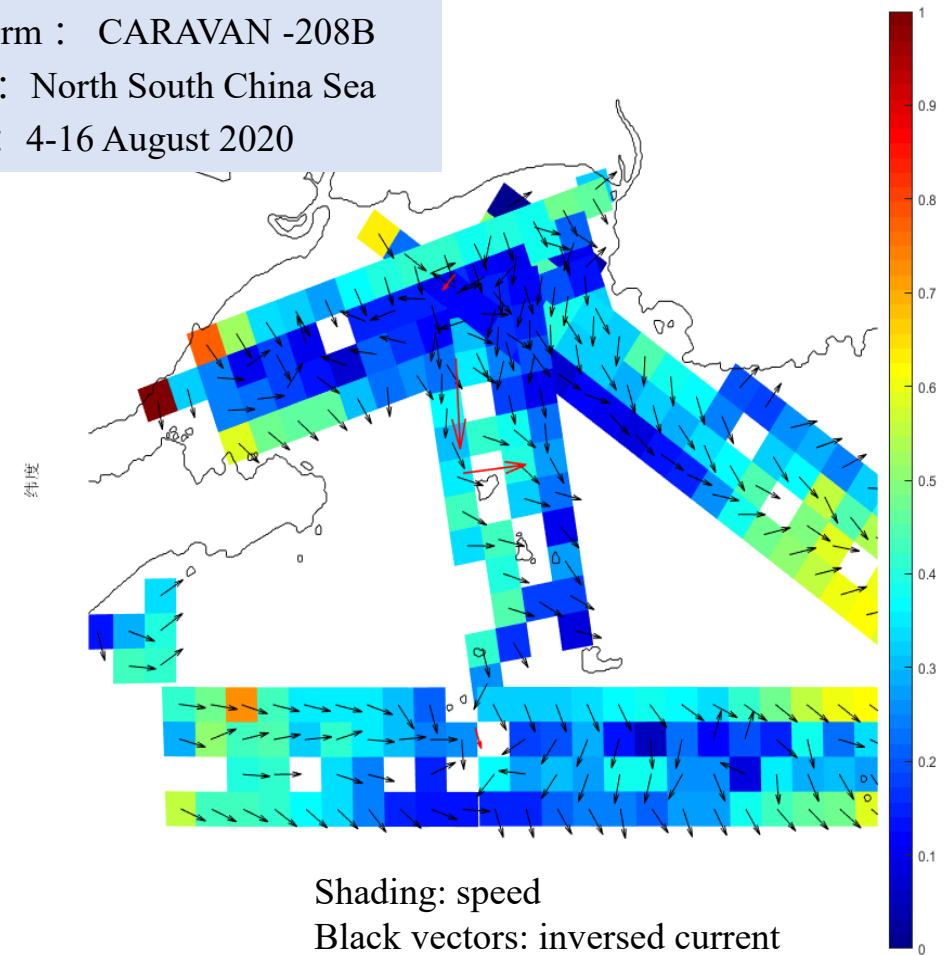 rm： CARAVAN -208B
：North South China Sea
：4-16 August 2020
1
0.9
0.8
0.7
0.6
0.5
0.4
0.3
0.2
0.1
0
纬度
Shading: speed
Black vectors: inversed current